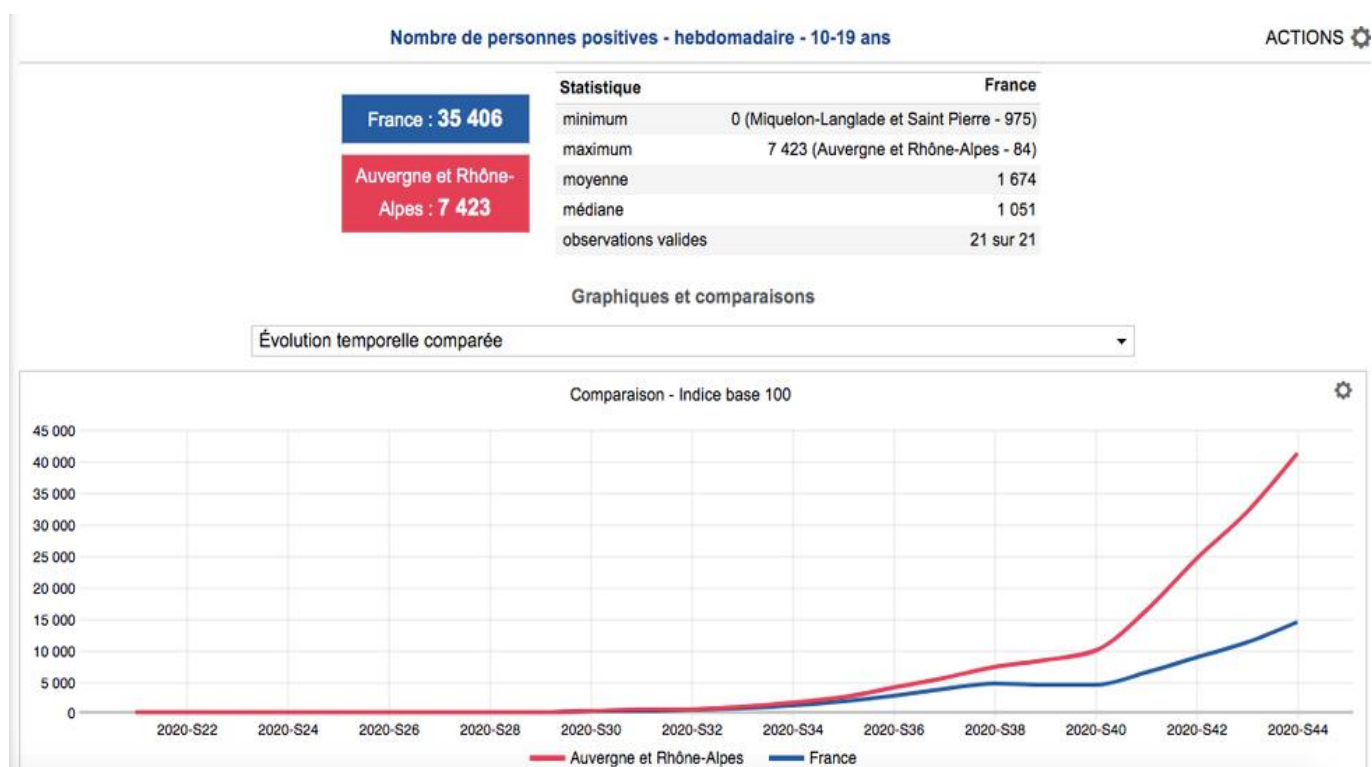 Nombre de personnes positives - hebdomadaire - 10-19 ans
ACTIONS
France : 35 406
Auvergne et Rhône-
Alpes : 7 423
Statistique France
minimum 0 (Miquelon-Langlade et Saint Pierre - 975)
maximum 7 423 (Auvergne et Rhône-Alpes - 84)
moyenne 1 674
médiane 1 051
observations valides 21 sur 21
Graphiques et comparaisons
Évolution temporelle comparée
Comparaison - Indice base 100
45 000
40 000
35 000
30 000
25 000
20 000
15 000
10 000
5 000
0
2020-S22 2020-S24 2020-S26 2020-S28 2020-S30 2020-S32 2020-S34 2020-S36 2020-S38 2020-S40 2020-S42 2020-S44
Auvergne et Rhône-Alpes France